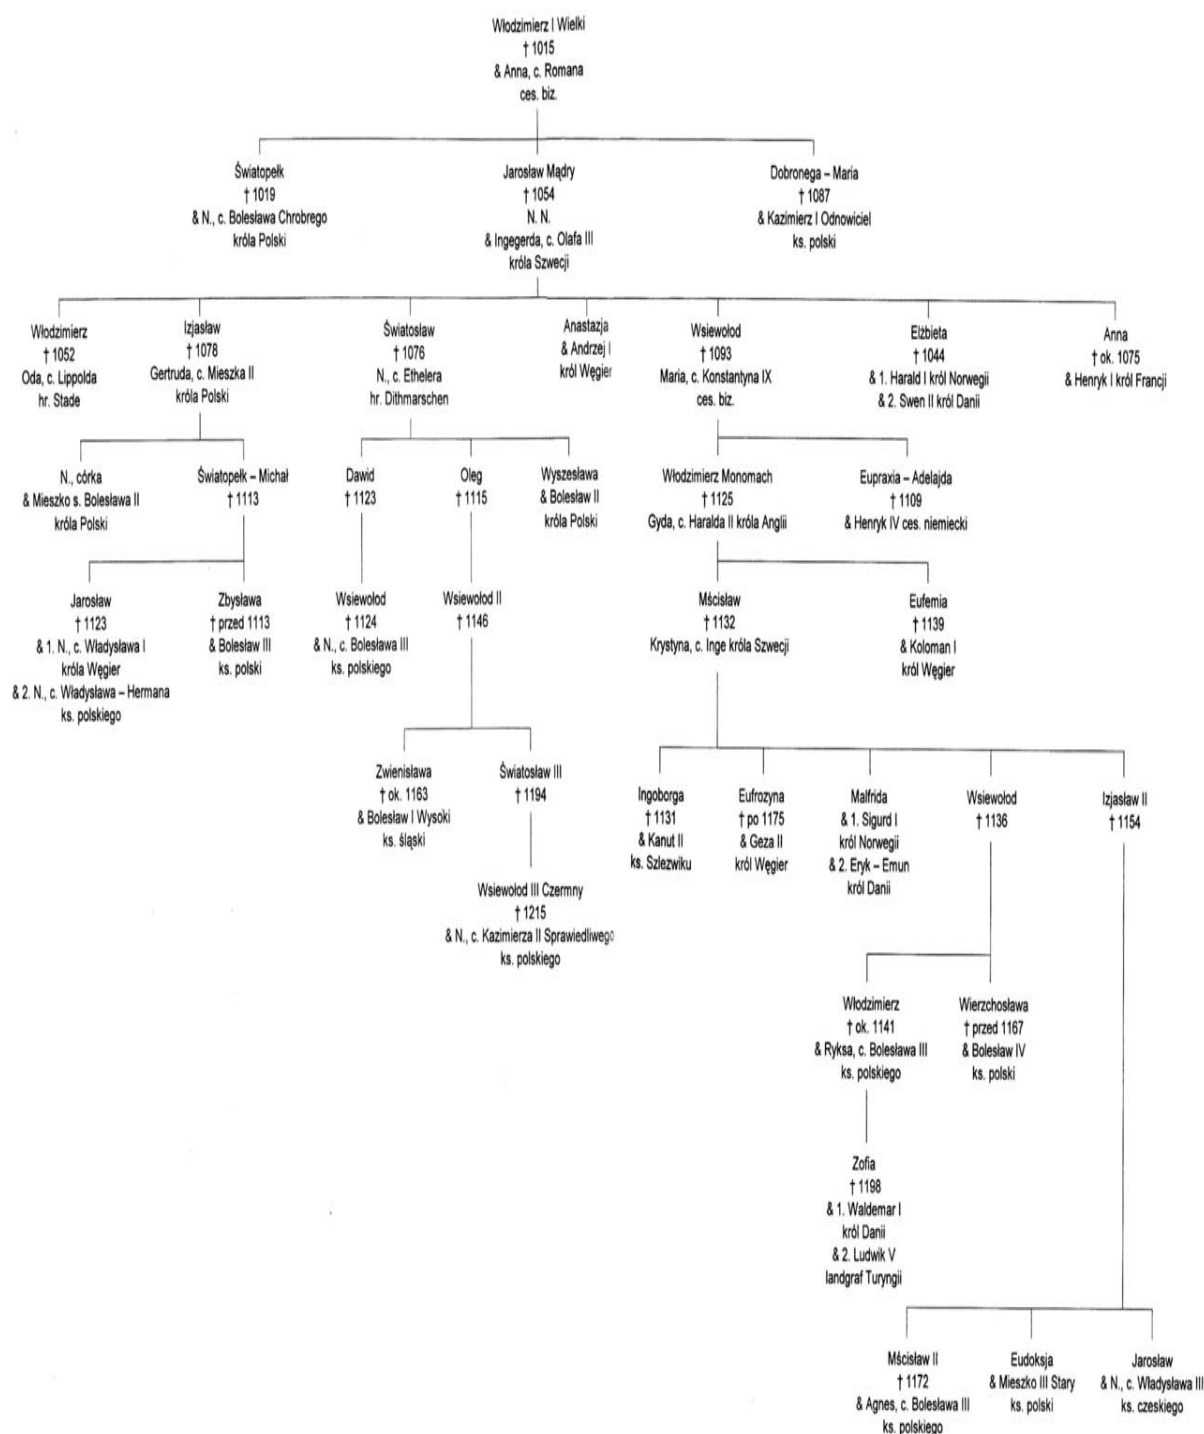 Włodzimierz I Wielki
† 1015
& Anna, c. Romana
ces. biz.
Światopełk
† 1019
& N., c. Bolesława Chrobrego
króla Polski
Jarosław Mądry
† 1054
N. N.
& Ingegerda, c. Olafa III
króla Szwecji
Dobronega – Maria
† 1087
& Kazimierz I Odnowiciel
ks. polski
Włodzimierz
† 1052
Oda, c. Lippolda
hr. Stade
Izjasław
† 1078
Gertruda, c. Mieszka II
króla Polski
Światosław
† 1076
N., c. Ethelera
hr. Dithmarschen
Anastazja
& Andrzej I
król Węgier
Wsiewołod
† 1093
Maria, c. Konstantyna IX
ces. biz.
Elżbieta
† 1044
& 1. Harald I król Norwegii
& 2. Swen II król Danii
Anna
† ok. 1075
& Henryk I król Francji
N., córka
& Mieszko s. Bolesława II
króla Polski
Światopełk – Michał
† 1113
Dawid
† 1123
Oleg
† 1115
Wyszesława
& Bolesław II
król Polski
Włodzimierz Monomach
† 1125
Gyda, c. Haralda II króla Anglii
Eupraxia – Adelajda
† 1109
& Henryk IV ces. niemiecki
Jarosław
† 1123
& 1. N., c. Władysława I
króla Węgier
& 2. N., c. Władysława – Hermana
ks. polskiego
Zbysława
† przed 1113
& Bolesław III
ks. polski
Wsiewołod
† 1124
& N., c. Bolesława III
ks. polskiego
Wsiewołod II
† 1146
Mścisław
† 1132
Krystyna, c. Inge króla Szwecji
Eufemia
† 1139
& Koloman I
król Węgier
Zwienisława
† ok. 1163
& Bolesław I Wysoki
ks. śląski
Światosław III
† 1194
Ingoborga
† 1131
& Kanut II
ks. Szlezwiku
Eufrozyna
† po 1175
& Geza II
król Węgier
Malfrida
& 1. Sigurd I
król Norwegii
& 2. Eryk – Emun
król Danii
Wsiewołod
† 1136
Izjasław II
† 1154
Wsiewołod III Czermny
† 1215
& N., c. Kazimierza II Sprawiedliwego
ks. polskiego
Włodzimierz
† ok. 1141
& Ryksa, c. Bolesława III
ks. polskiego
Wierzchosława
† przed 1167
& Bolesław IV
ks. polski
Zofia
† 1198
& 1. Waldemar I
król Danii
& 2. Ludwik V
landgraf Turyngii
Mścisław II
† 1172
& Agnes, c. Bolesława III
ks. polskiego
Eudoksja
& Mieszko III Stary
ks. polski
Jarosław
& N., c. Władysława III
ks. czeskiego